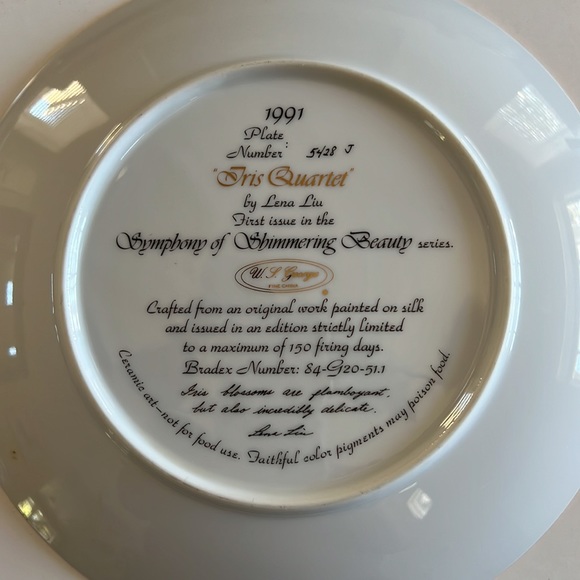 1991
Plate
Number: 5428 J
"Iris Quartet"
by Lena Liu
First issue in the
Symphony of Shimmering Beauty series.
W. S. George
FINE CHINA
Crafted from an original work painted on silk
and issued in an edition strictly limited
to a maximum of 150 firing days.
Bradex Number: 84-G20-51.1
Iris blossoms are flamboyant,
but also incredibly delicate.
Lena Liu
Ceramic art—not for food use. Faithful color pigments may poison food.